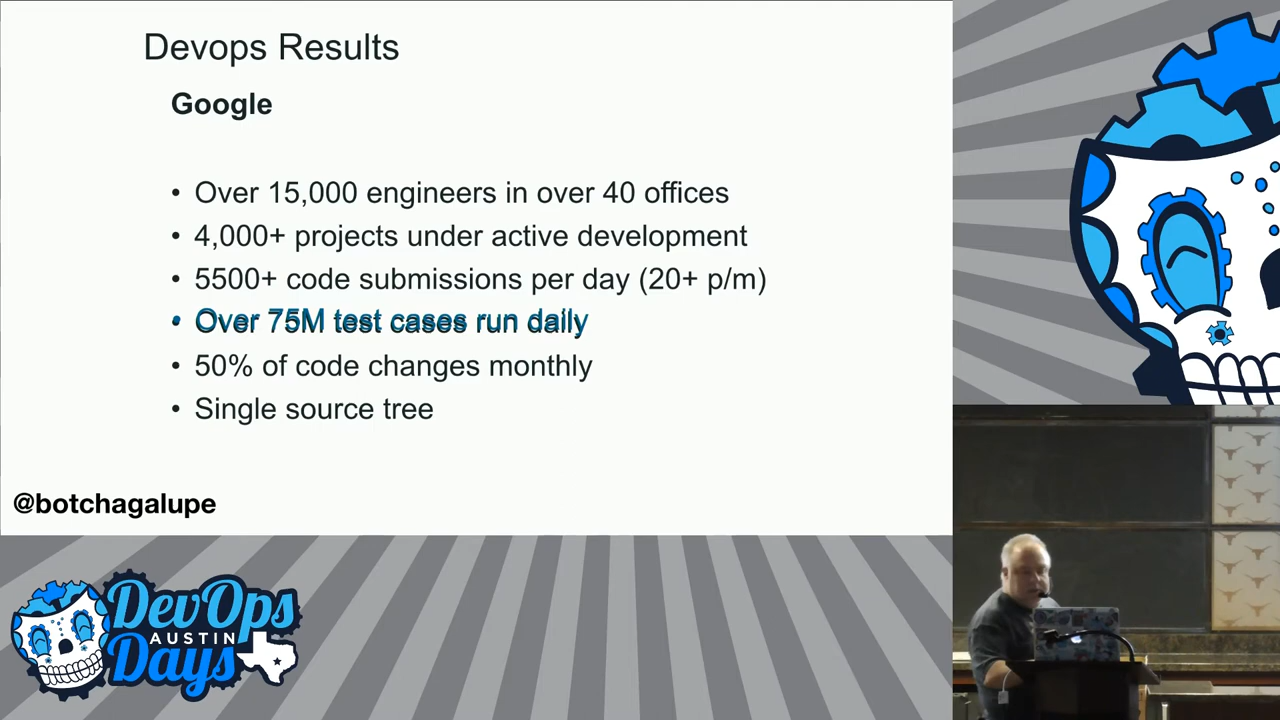 Devops Results
Google
• Over 15,000 engineers in over 40 offices
• 4,000+ projects under active development
• 5500+ code submissions per day (20+ p/m)
• Over 75M test cases run daily
• 50% of code changes monthly
• Single source tree
@botchagalupe
DevOps
AUSTIN
Days